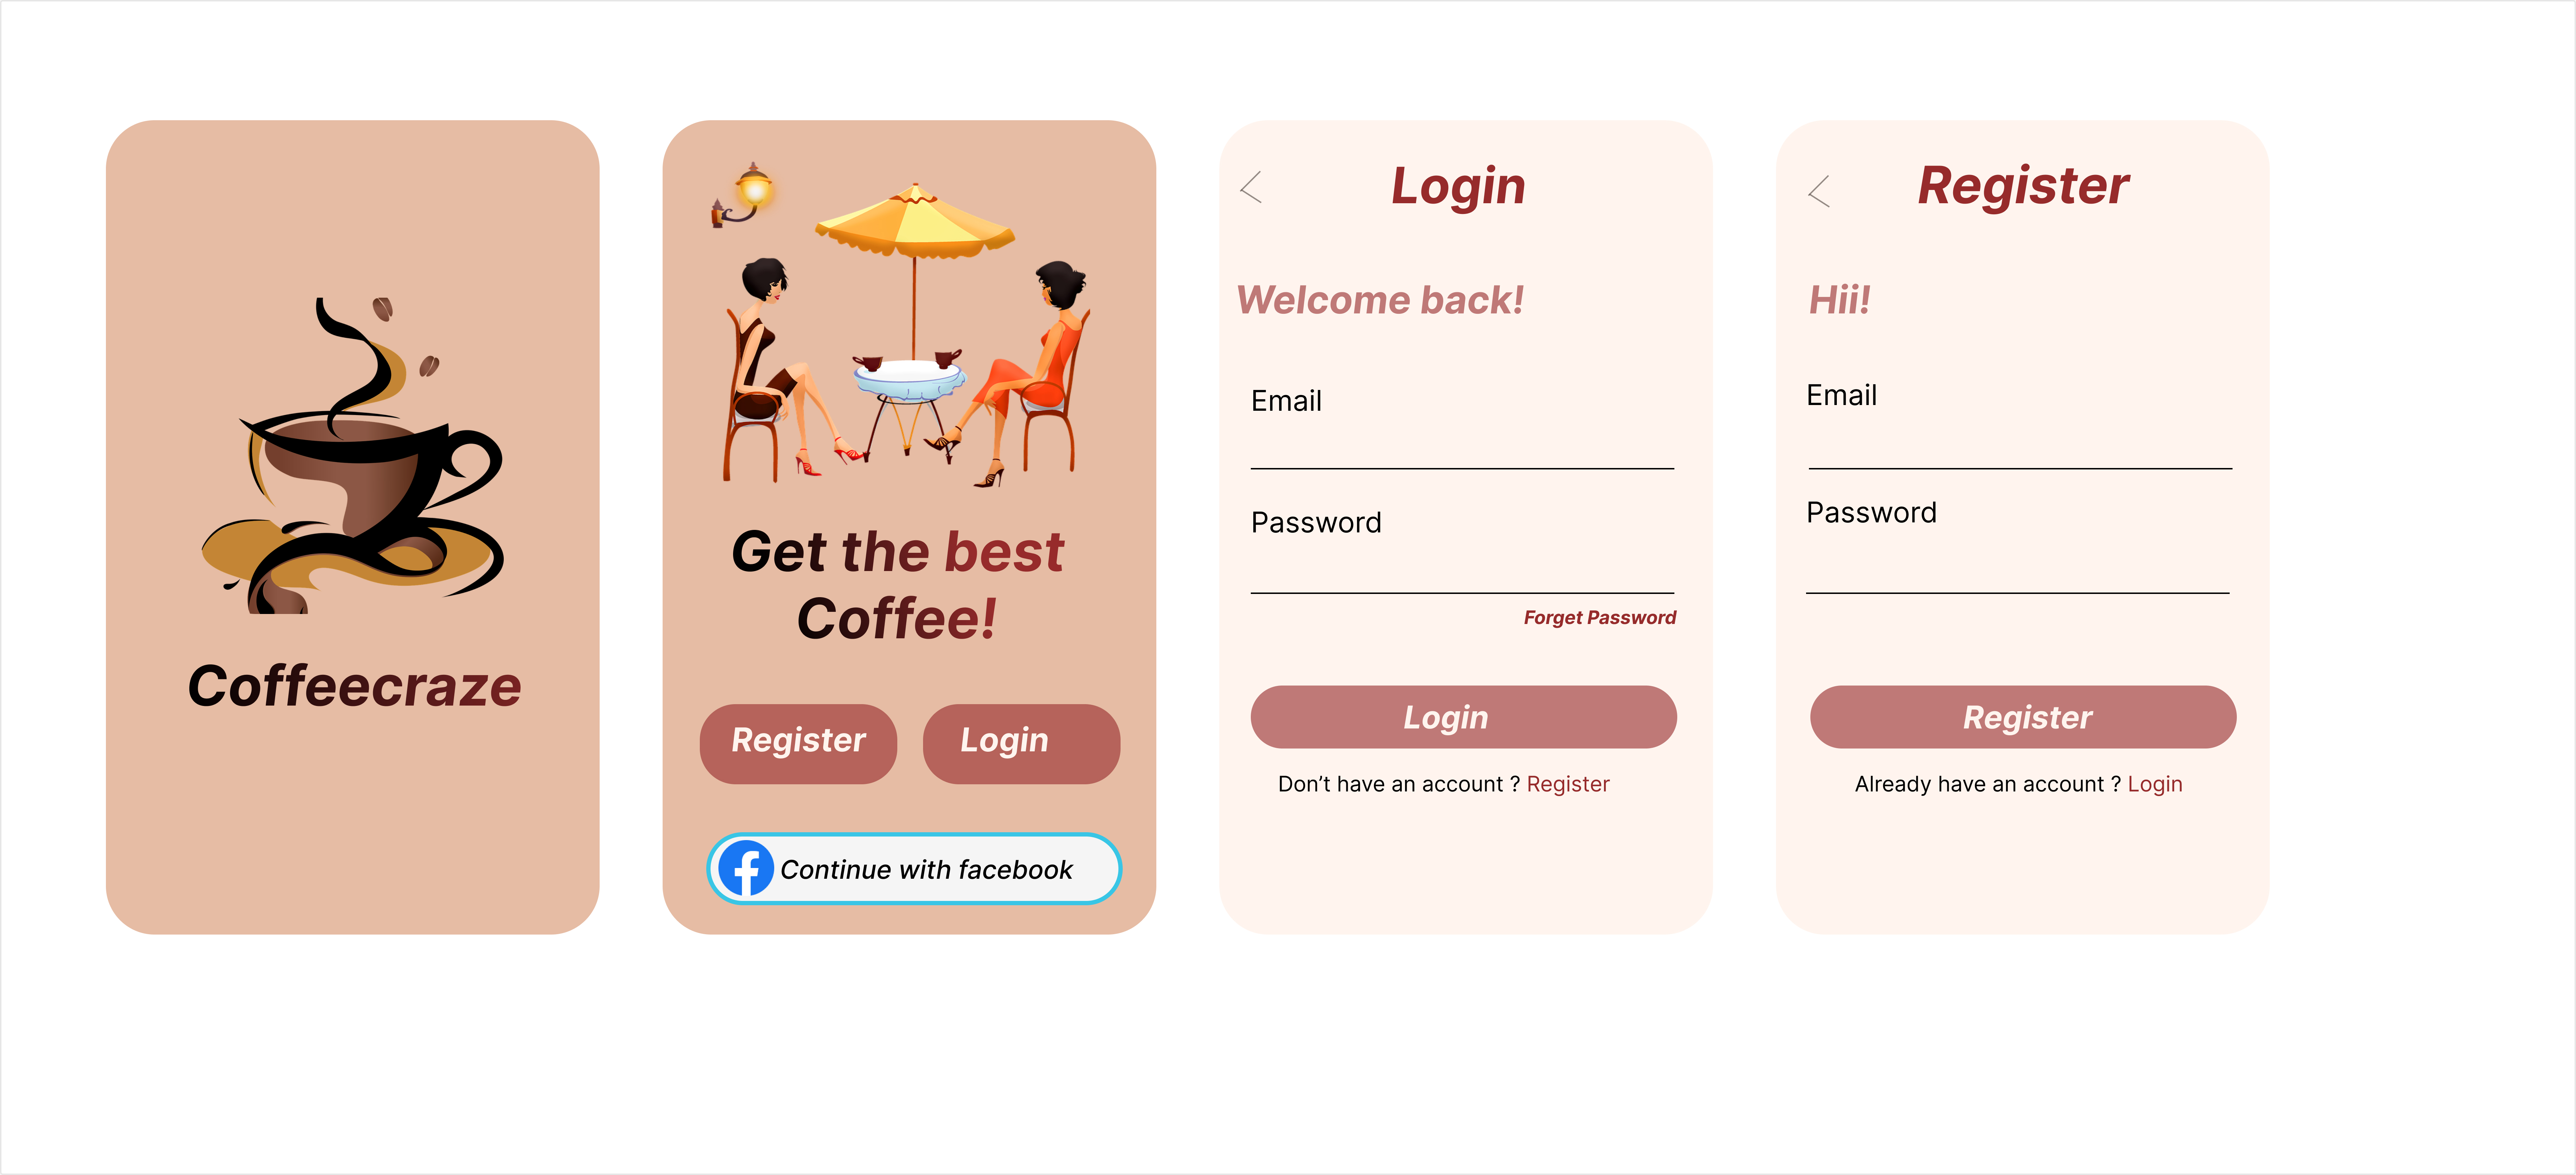 Coffeecraze
Get the best
Coffee!
Register
Login
Continue with facebook
Login
Welcome back!
Email
Password
Forget Password
Login
Don’t have an account ? Register
Register
Hii!
Email
Password
Register
Already have an account ? Login